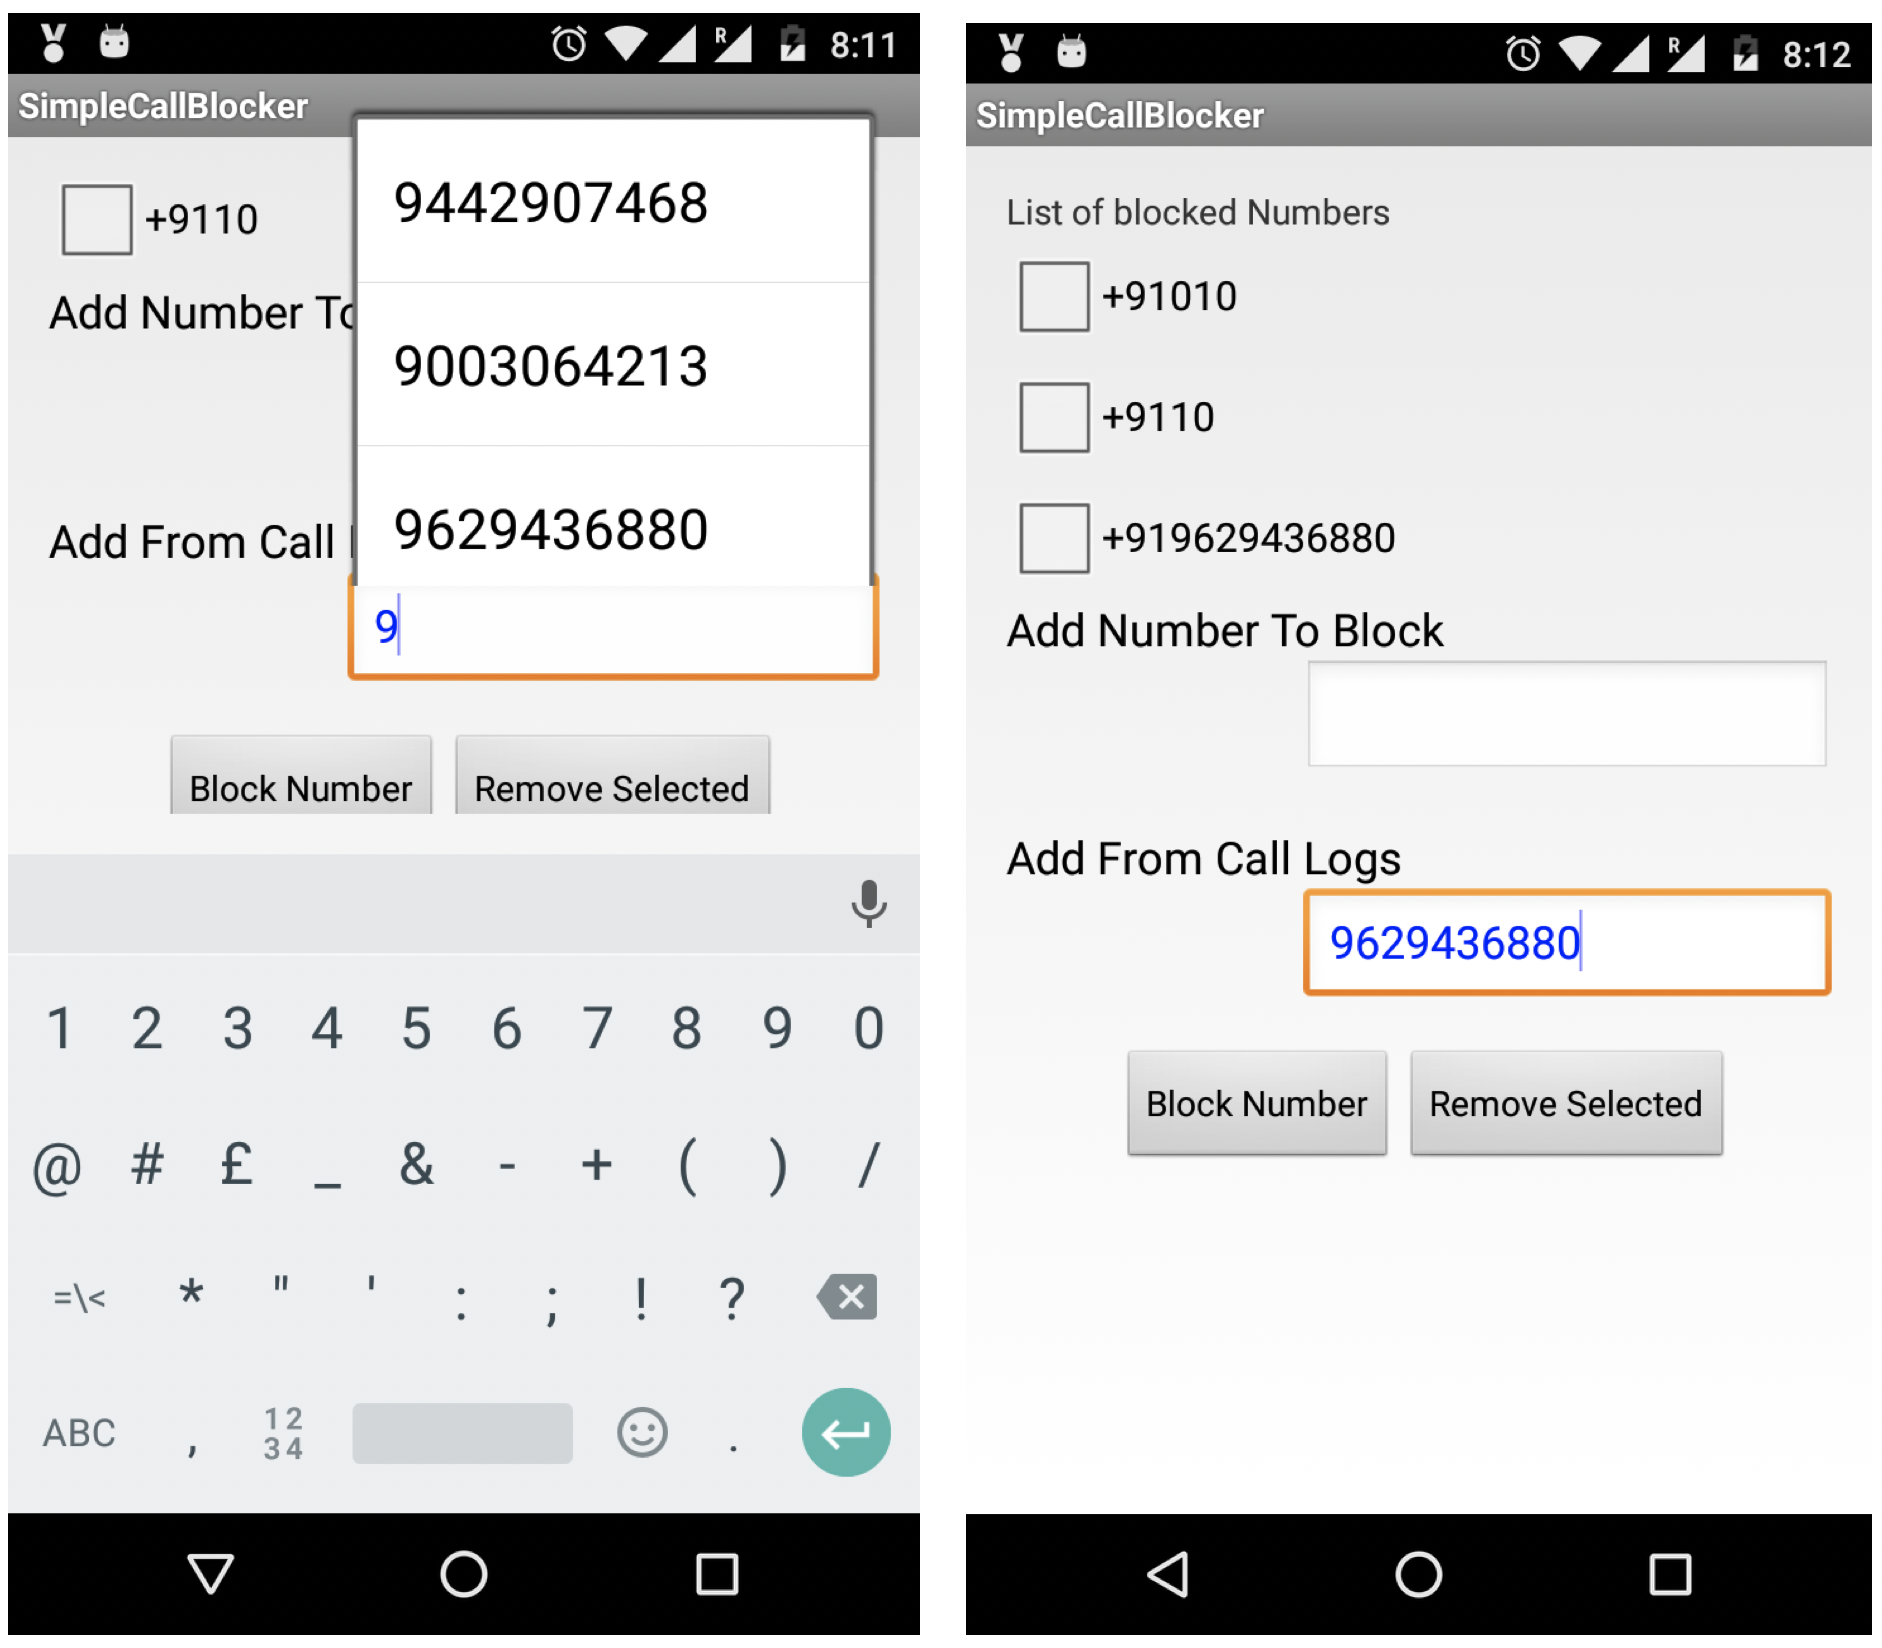 R 8:11
SimpleCallBlocker
+9110
Add Number To
Add From Call
9442907468
9003064213
9629436880
9
Block Number Remove Selected
1 2 3 4 5 6 7 8 9 0
@ # £ _ & - + ( ) /
=\< * " ' : ; ! ?
ABC , 12 34 .
R 8:12
SimpleCallBlocker
List of blocked Numbers
+91010
+9110
+919629436880
Add Number To Block
Add From Call Logs
9629436880
Block Number Remove Selected